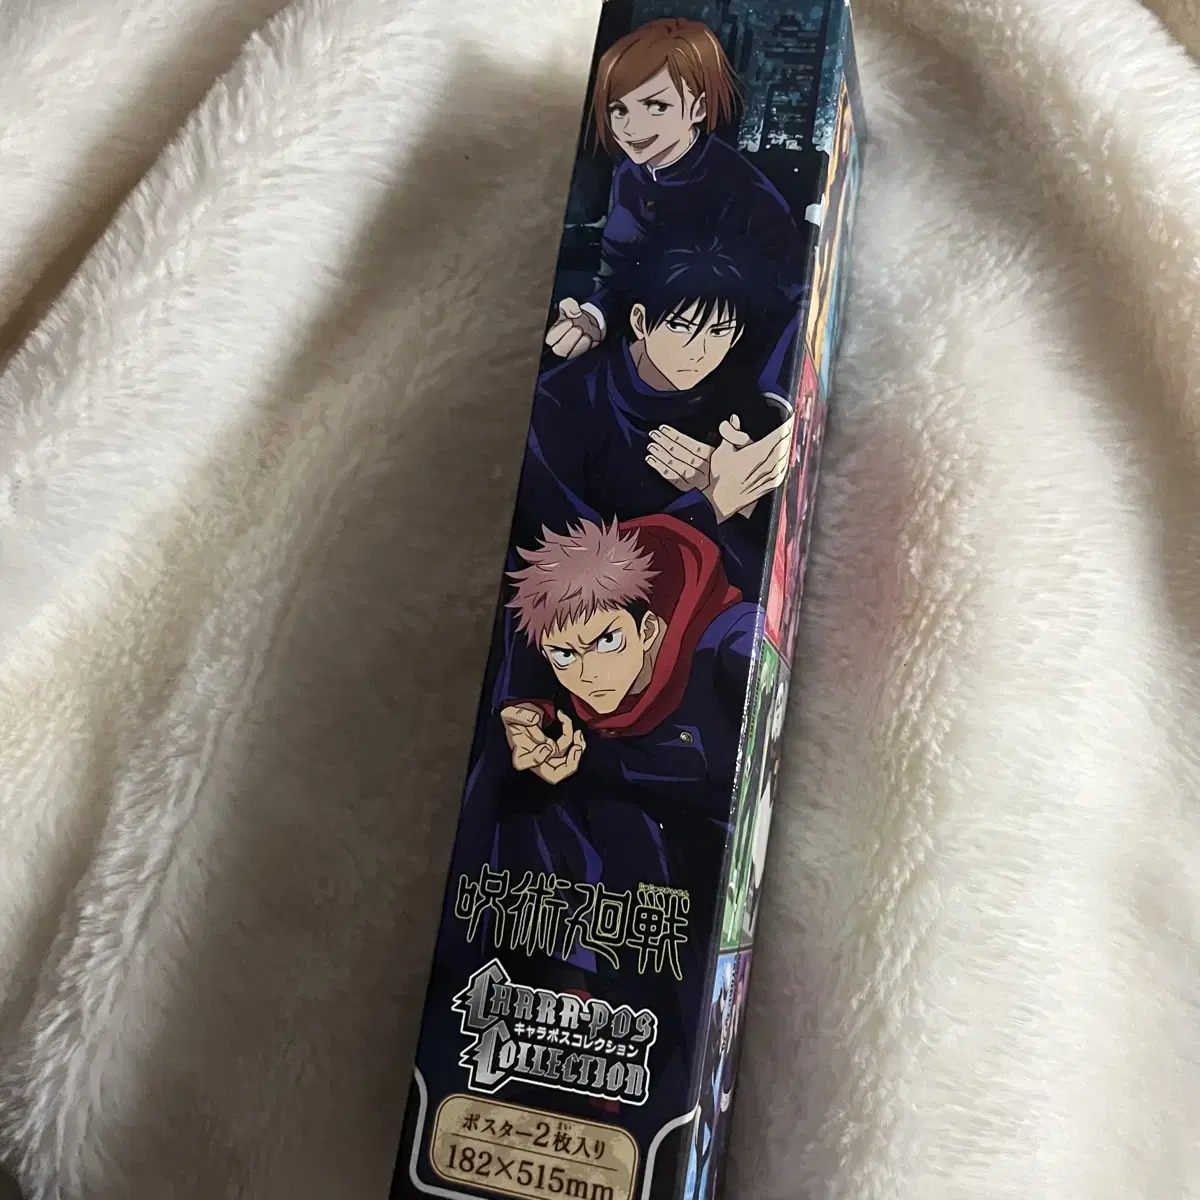 呪術廻戦
CHARA-POS
キャラポスコレクション
COLLECTION
ポスター2枚入り
182×515mm